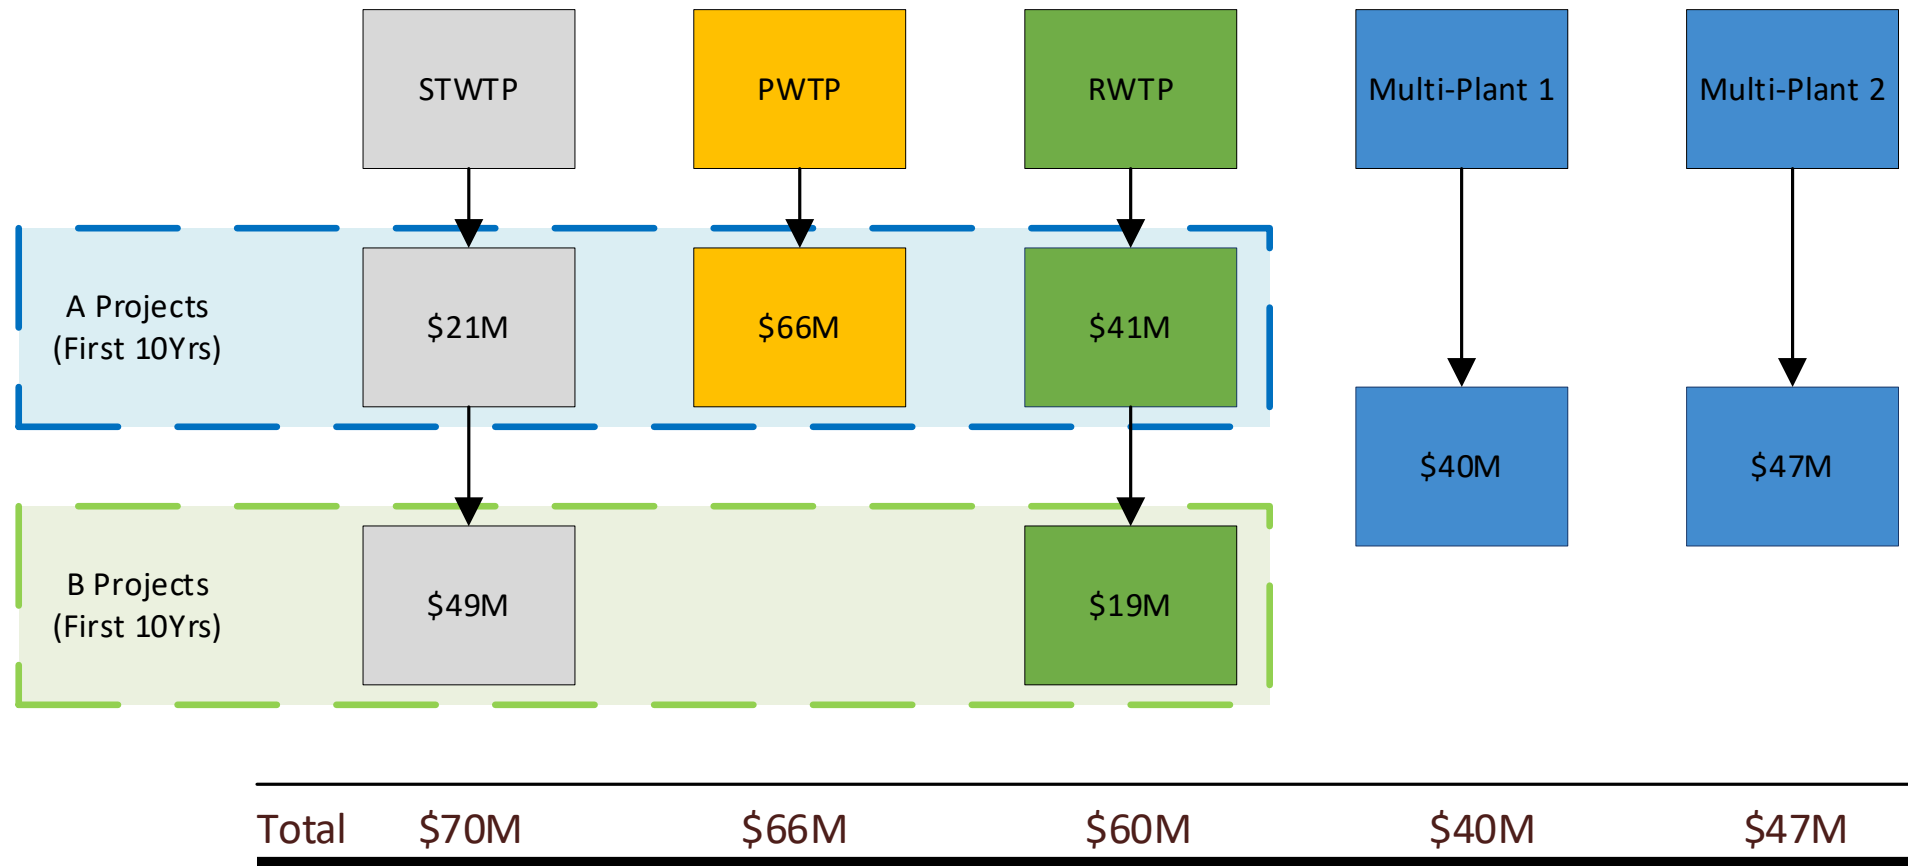 STWTP
PWTP
RWTP
Multi-Plant 1
Multi-Plant 2
A Projects
(First 10Yrs)
$21M
$66M
$41M
$40M
$47M
B Projects
(First 10Yrs)
$49M
$19M
Total $70M $66M $60M $40M $47M